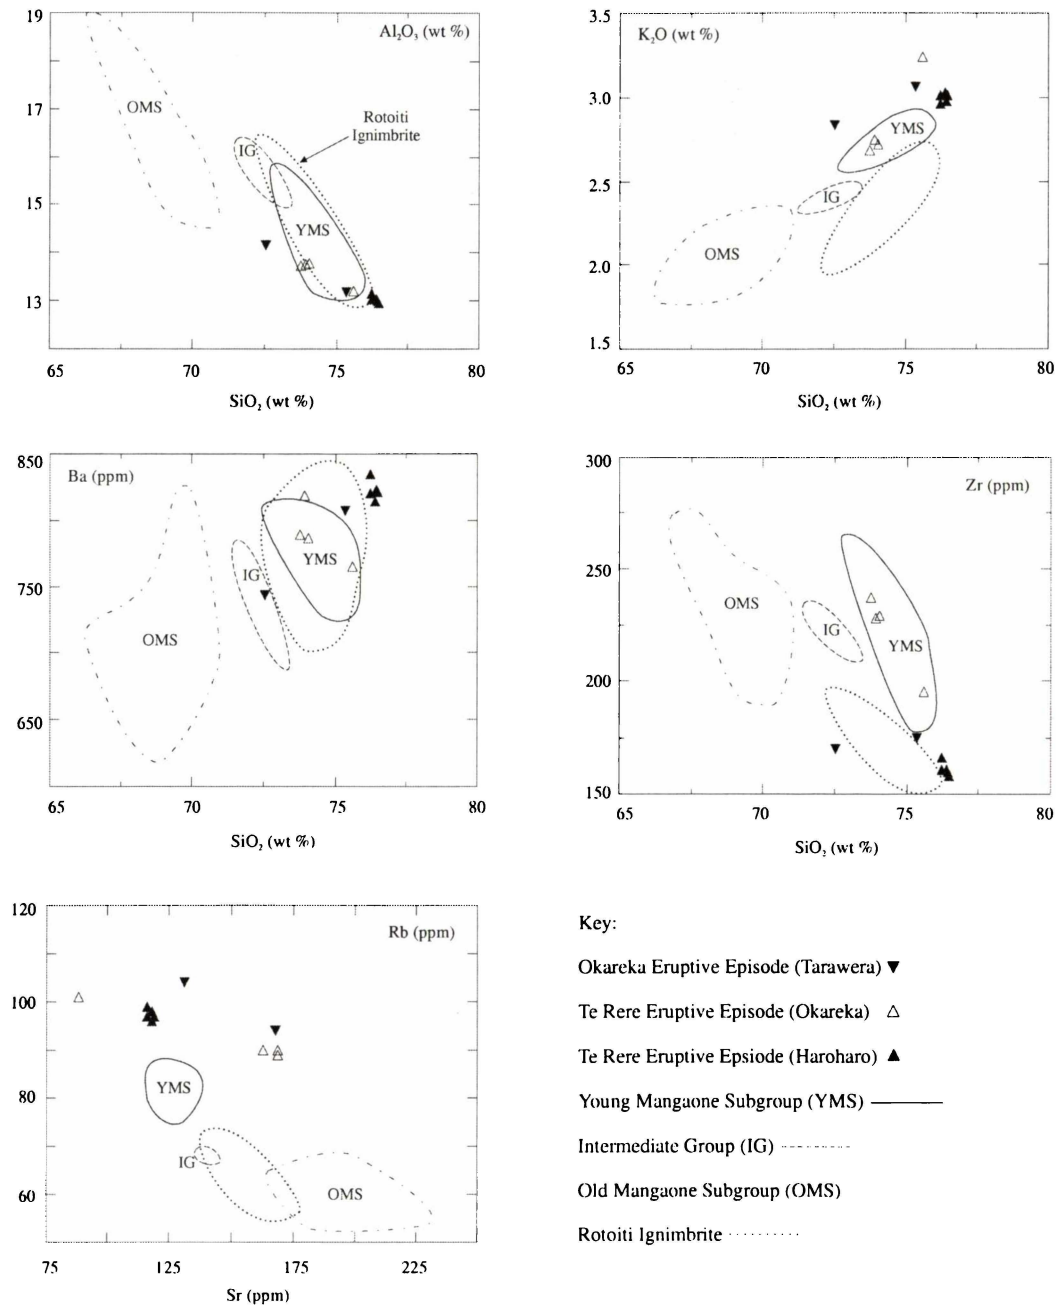 Al₂O₃ (wt %)
19
17
15
13
OMS
IG
Rotoiti
Ignimbrite
YMS
65 70 75 80
SiO₂ (wt %)
K₂O (wt %)
3.5
3.0
2.5
2.0
1.5
YMS
IG
OMS
65 70 75 80
SiO₂ (wt %)
Ba (ppm)
850
750
650
YMS
IG
OMS
65 70 75 80
SiO₂ (wt %)
Zr (ppm)
300
250
200
150
OMS
IG
YMS
65 70 75 80
SiO₂ (wt %)
Rb (ppm)
120
100
80
60
YMS
IG
OMS
75 125 175 225
Sr (ppm)
Key:
Okareka Eruptive Episode (Tarawera) ▼
Te Rere Eruptive Episode (Okareka) △
Te Rere Eruptive Epsiode (Haroharo) ▲
Young Mangaone Subgroup (YMS)
Intermediate Group (IG)
Old Mangaone Subgroup (OMS)
Rotoiti Ignimbrite